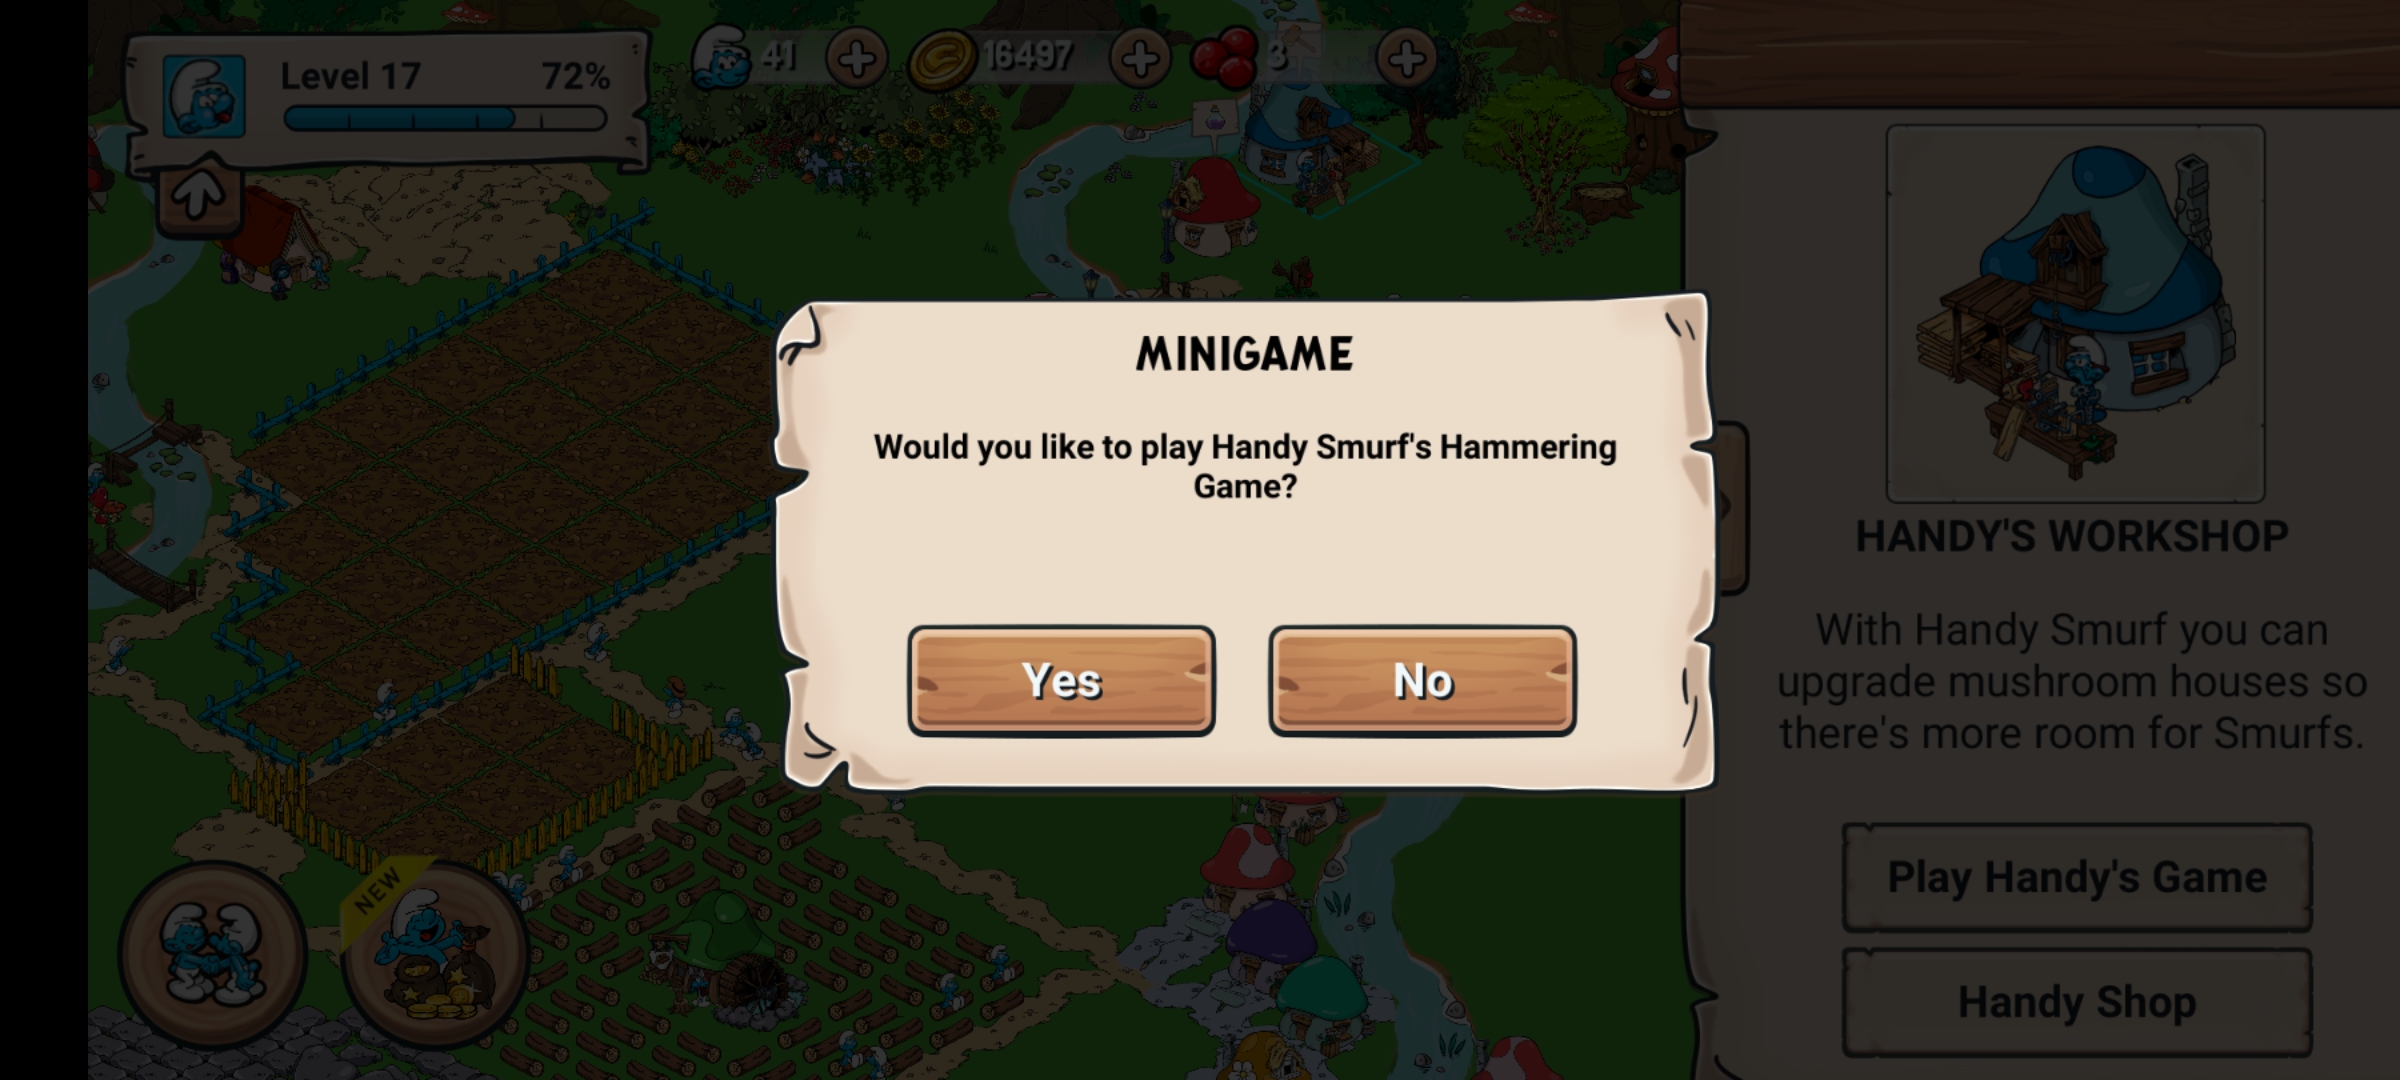 Level 17
72%
41
16497
3
MINIGAME
Would you like to play Handy Smurf's Hammering
Game?
Yes
No
HANDY'S WORKSHOP
With Handy Smurf you can
upgrade mushroom houses so
there's more room for Smurfs.
Play Handy's Game
Handy Shop
NEW